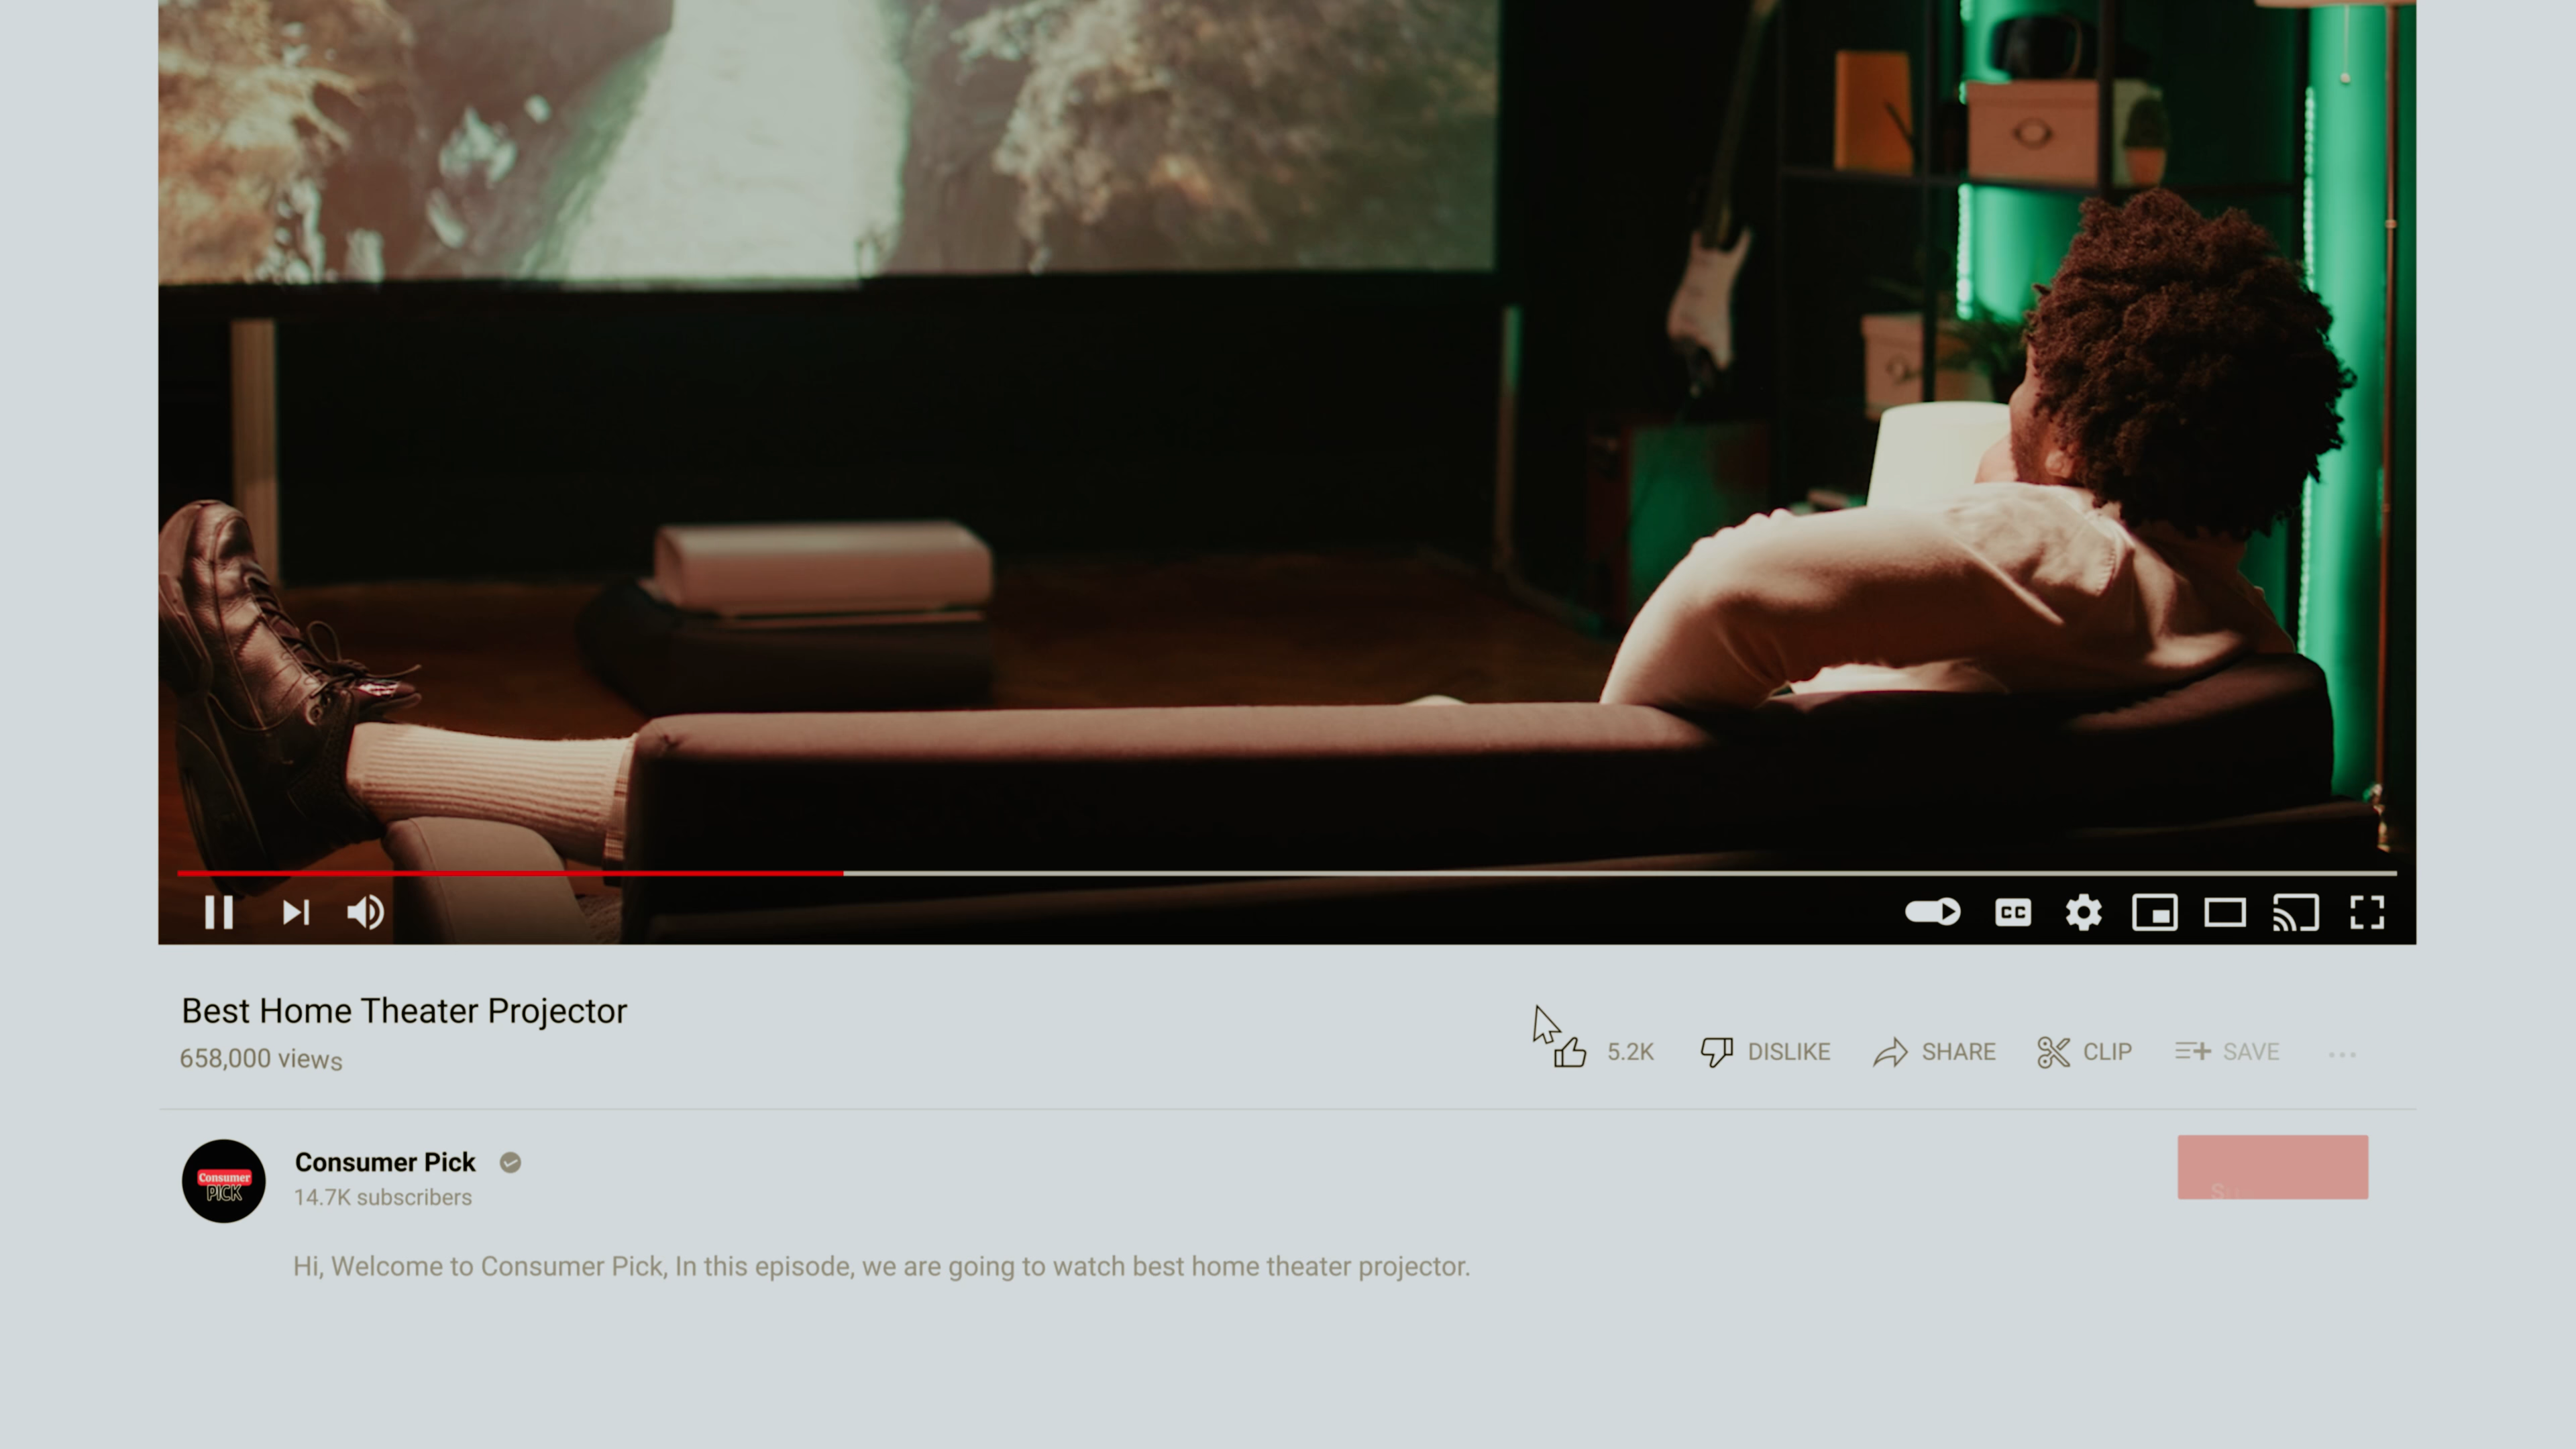 CC
Best Home Theater Projector
658,000 views
5.2K DISLIKE SHARE CLIP SAVE ...
Consumer Pick
14.7K subscribers
Consumer
PICK
Hi, Welcome to Consumer Pick, In this episode, we are going to watch best home theater projector.